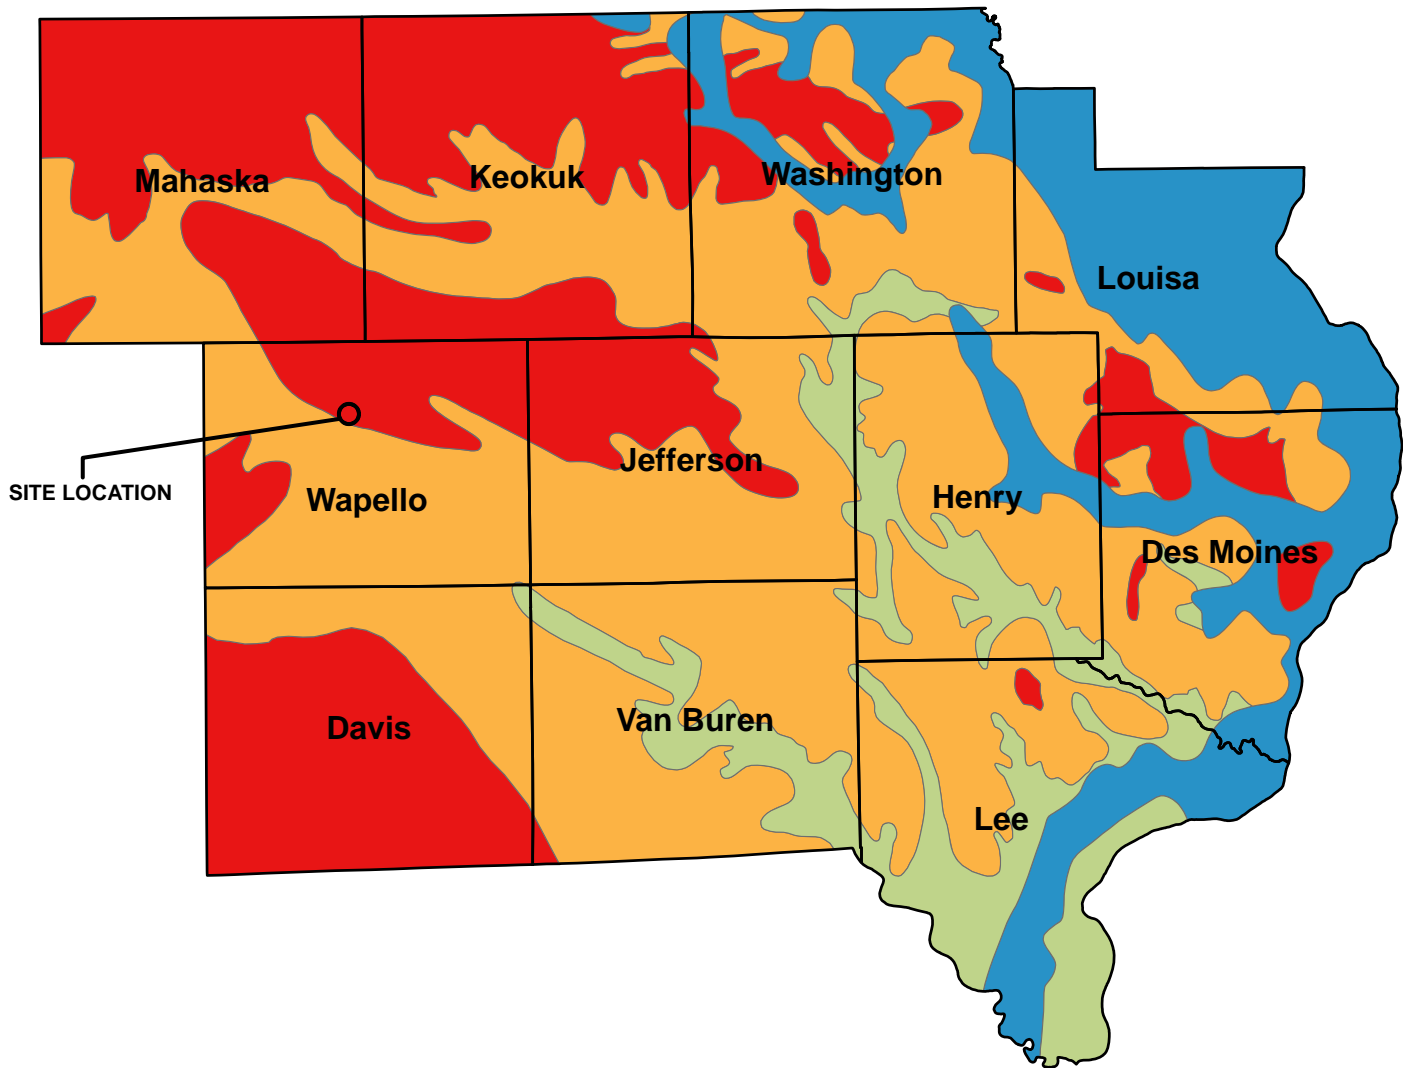 Mahaska
Keokuk
Washington
Louisa
SITE LOCATION
Wapello
Jefferson
Henry
Des Moines
Davis
Van Buren
Lee